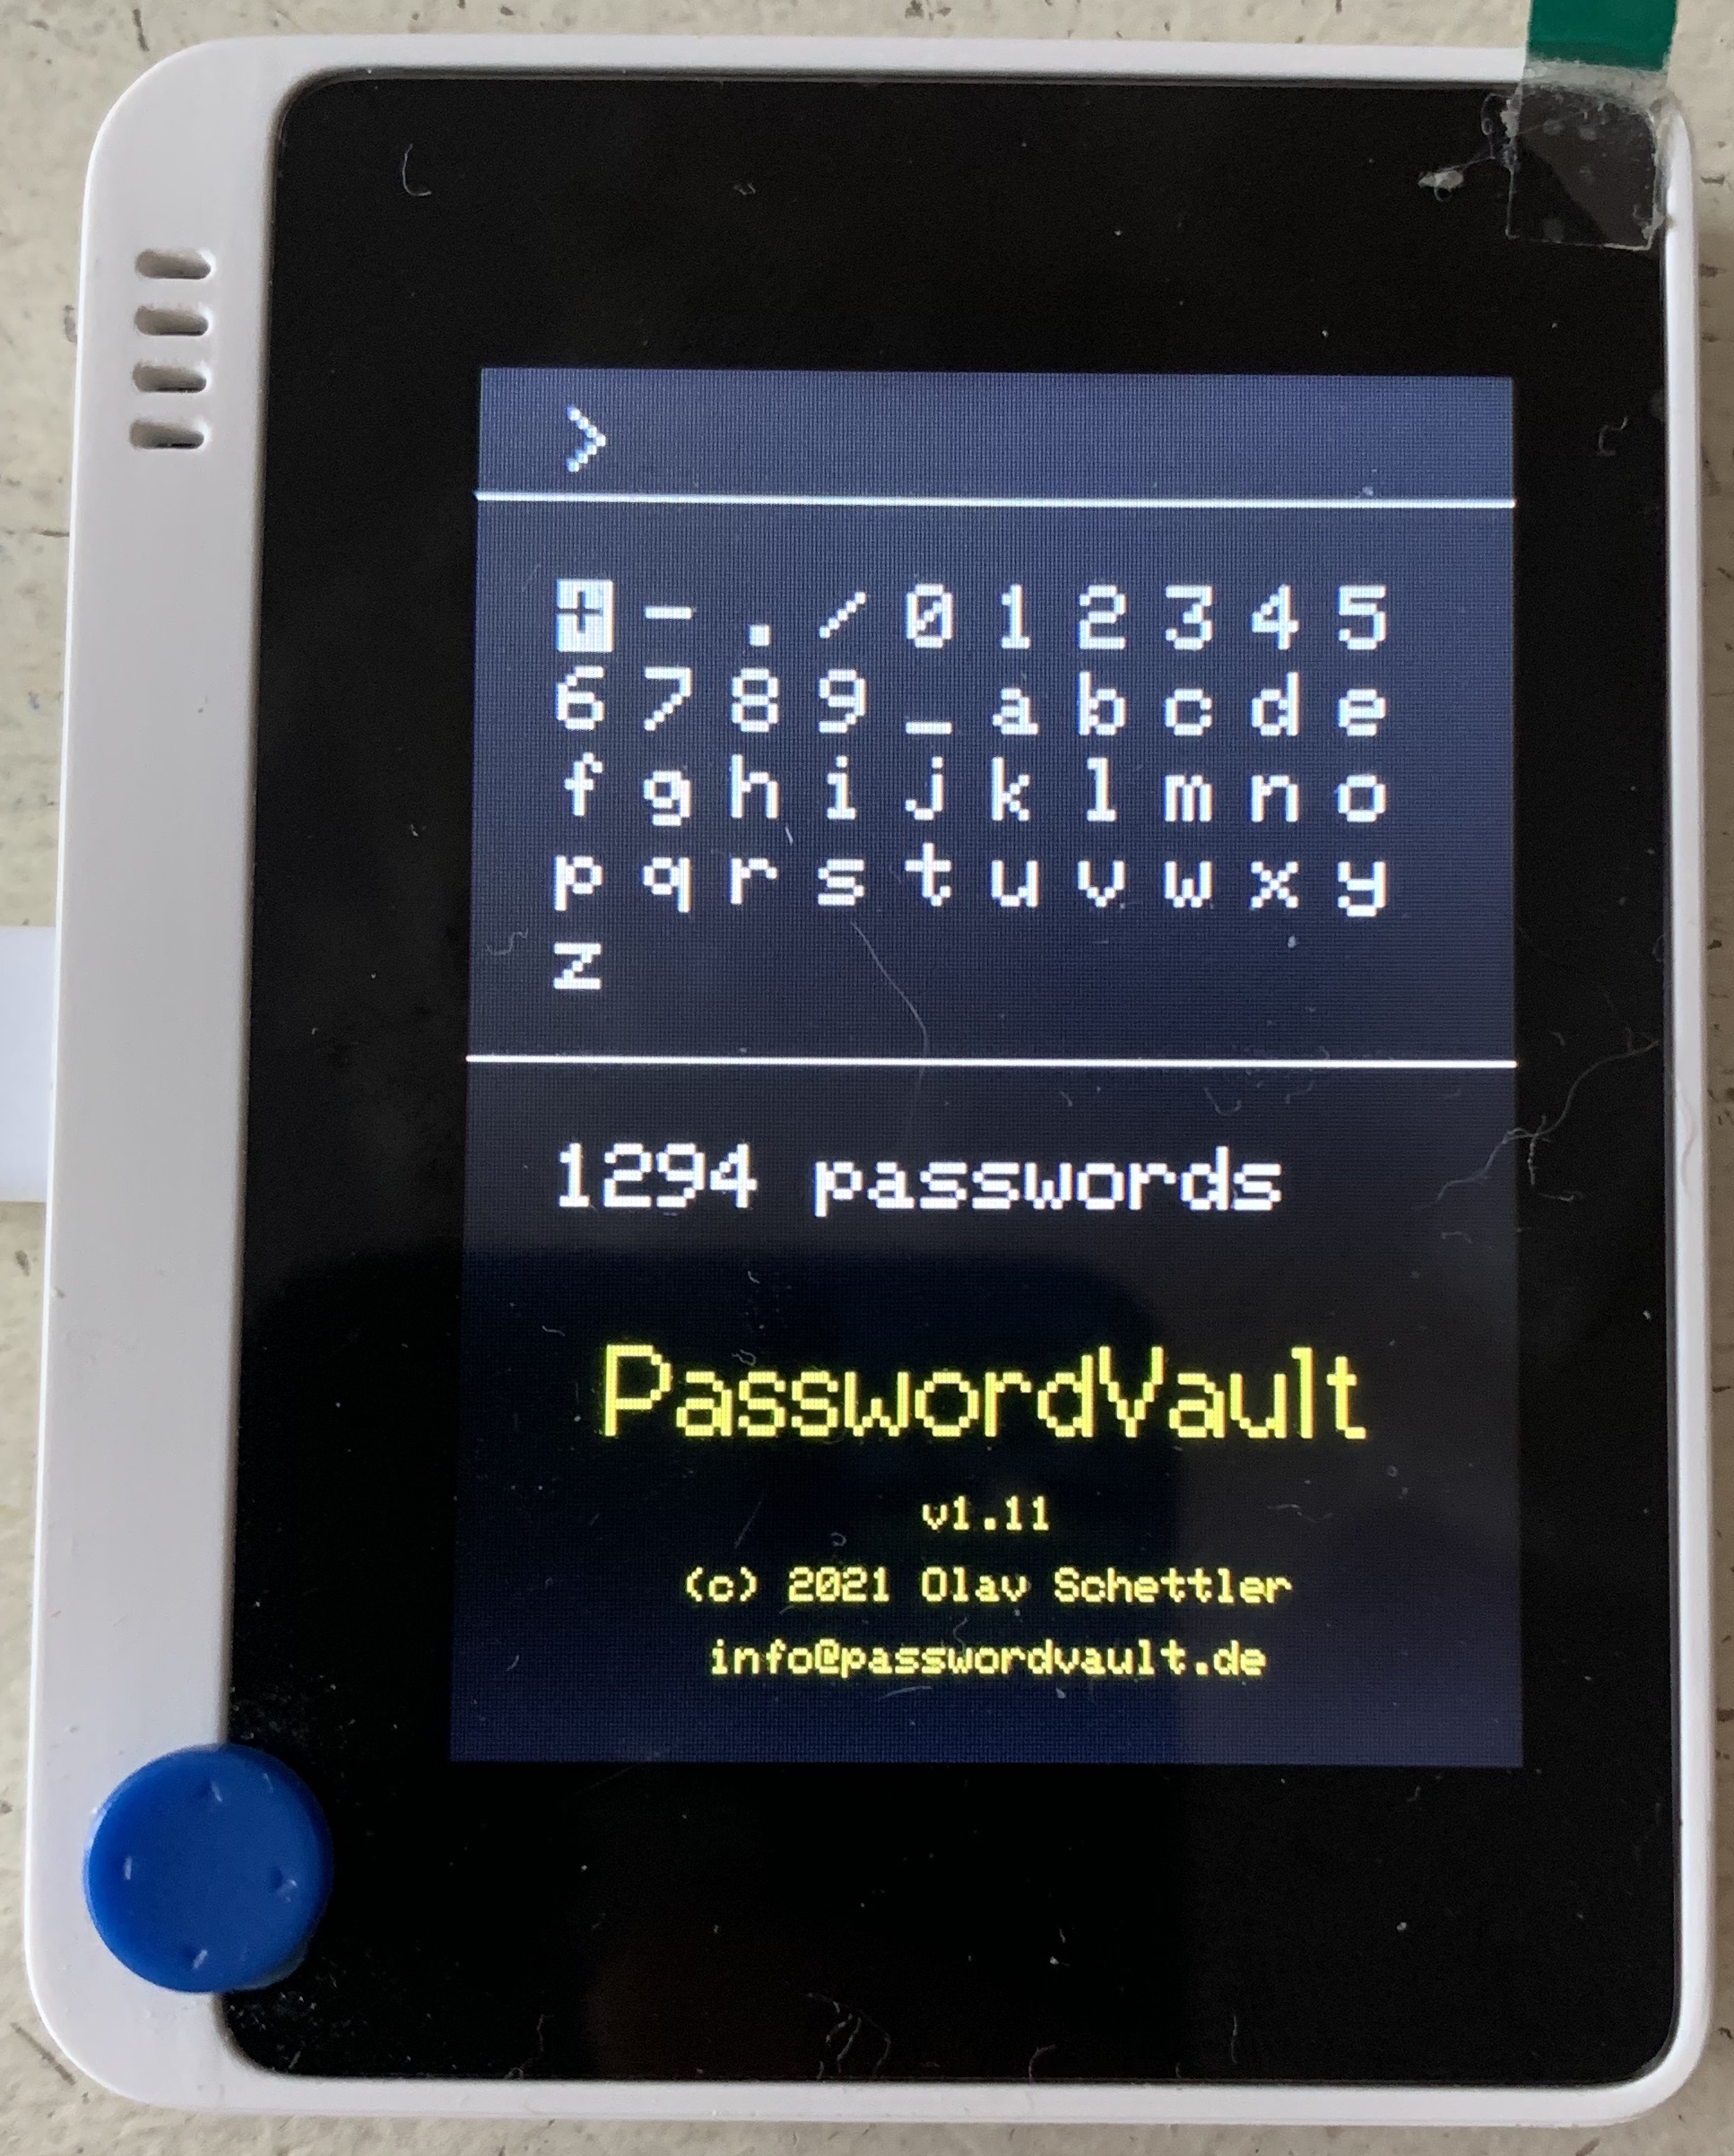 >
+ - . / 0 1 2 3 4 5
6 7 8 9 _ a b c d e
f g h i j k l m n o
p q r s t u v w x y
z
1294 passwords
PasswordVault
v1.11
(c) 2021 Olav Schettler
info@passwordvault.de